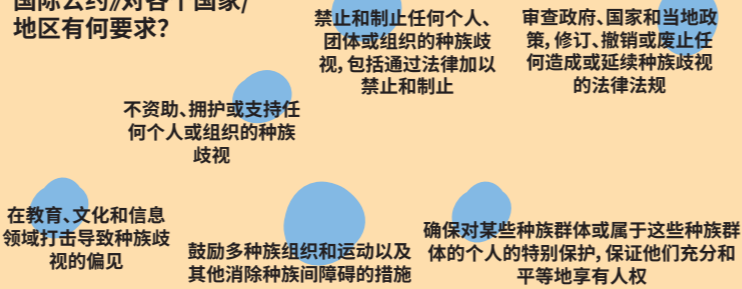 国际公约》对各个国家/
地区有何要求？
禁止和制止任何个人、
团体或组织的种族歧
视，包括通过法律加以
禁止和制止
审查政府、国家和当地政
策，修订、撤销或废止任
何造成或延续种族歧视
的法律法规
不资助、拥护或支持任
何个人或组织的种族
歧视
在教育、文化和信息
领域打击导致种族歧
视的偏见
鼓励多种族组织和运动以及
其他消除种族间障碍的措施
确保对某些种族群体或属于这些种族群
体的个人的特别保护，保证他们充分和
平等地享有人权